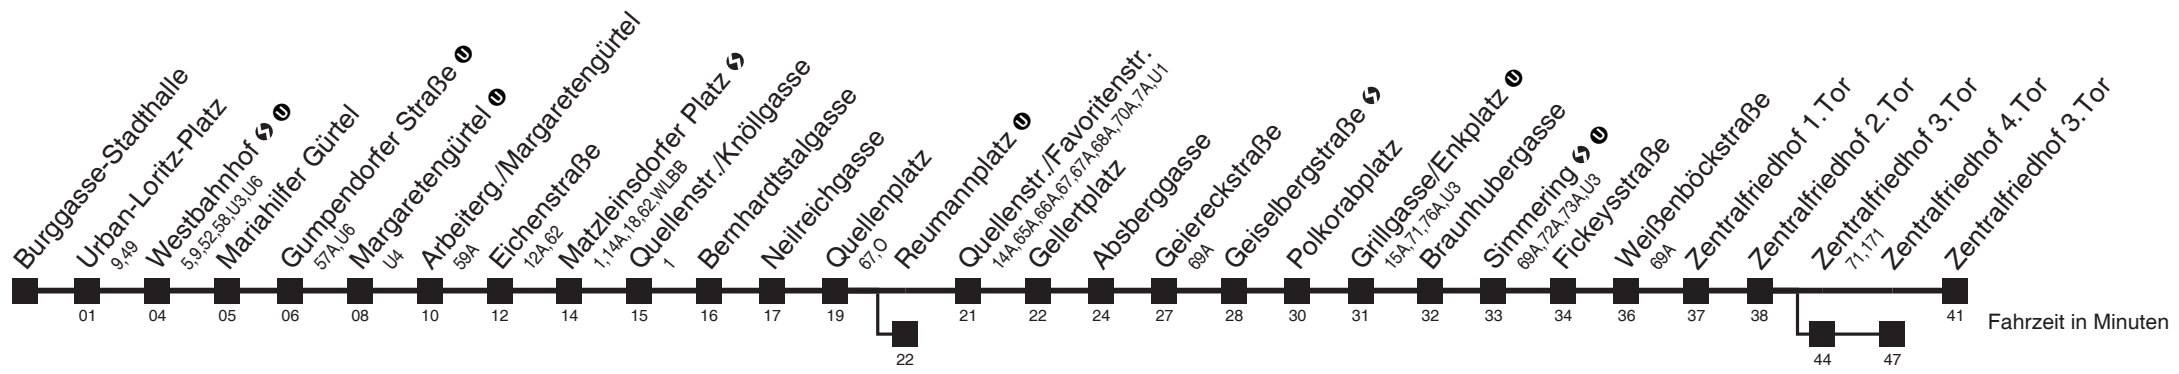 Burggasse-Stadthalle
Urban-Loritz-Platz
9,49
Westbahnhof
5,9,52,58,U3,U6
Mariahilfer Gürtel
Gumpendorfer Straße U
57A,U6
Margaretengürtel U
U4
Arbeiterg./Margaretengürtel
59A
Eichenstraße
12A,62
Matzleinsdorfer Platz
1,14A,18,62,WLBB
Quellenstr./Knöllgasse
1
Bernhardtstalgasse
Neilreichgasse
Quellenplatz
67,O
Reumannplatz U
Quellenstr./Favoritenstr.
14A,65A,66A,67,67A,68A,70A,7A,U1
Gellertplatz
Absberggasse
Geiereckstraße
69A
Geiselbergstraße
Polkorabplatz
Grillgasse/Enkplatz U
15A,71,76A,U3
Braunhubergasse
Simmering U
69A,72A,73A,U3
Fickeysstraße
Weißenböckstraße
69A
Zentralfriedhof 1.Tor
Zentralfriedhof 2.Tor
Zentralfriedhof 3.Tor
71,171
Zentralfriedhof 4.Tor
Zentralfriedhof 3.Tor
01 04 05 06 08 10 12 14 15 16 17 19 21 22 24 27 28 30 31 32 33 34 36 37 38 41
Fahrzeit in Minuten
22 44 47